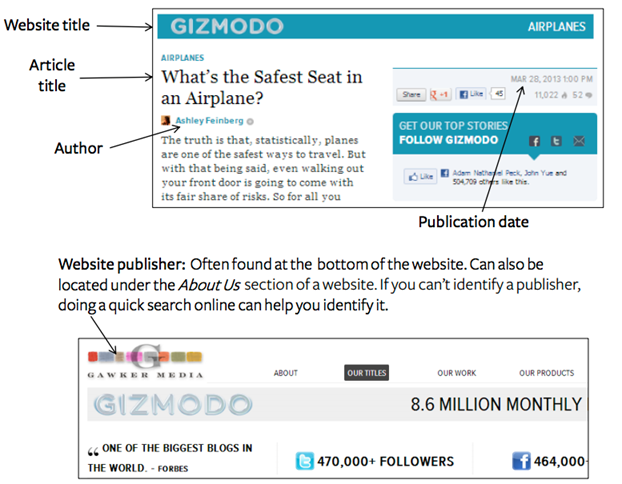 Website title
GIZMODO
AIRPLANES
Article
title
AIRPLANES
What's the Safest Seat in
an Airplane?
Ashley Feinberg
Author
The truth is that, statistically, planes
are one of the safest ways to travel. But
with that being said, even walking out
your front door is going to come with
its fair share of risks. So for all you
MAR 28, 2013 1:00 PM
Share
+1
Like
45
11,022
52
GET OUR TOP STORIES
FOLLOW GIZMODO
Like
Adam Nathaniel Peck, John Yue and
504,709 others like this.
Publication date
Website publisher: Often found at the bottom of the website. Can also be
located under the About Us section of a website. If you can't identify a publisher,
doing a quick search online can help you identify it.
G
GAWKER MEDIA
ABOUT
OUR TITLES
OUR WORK
OUR PRODUCTS
GIZMODO
8.6 MILLION MONTHLY
“ ONE OF THE BIGGEST BLOGS IN
THE WORLD. - FORBES
470,000+ FOLLOWERS
464,000